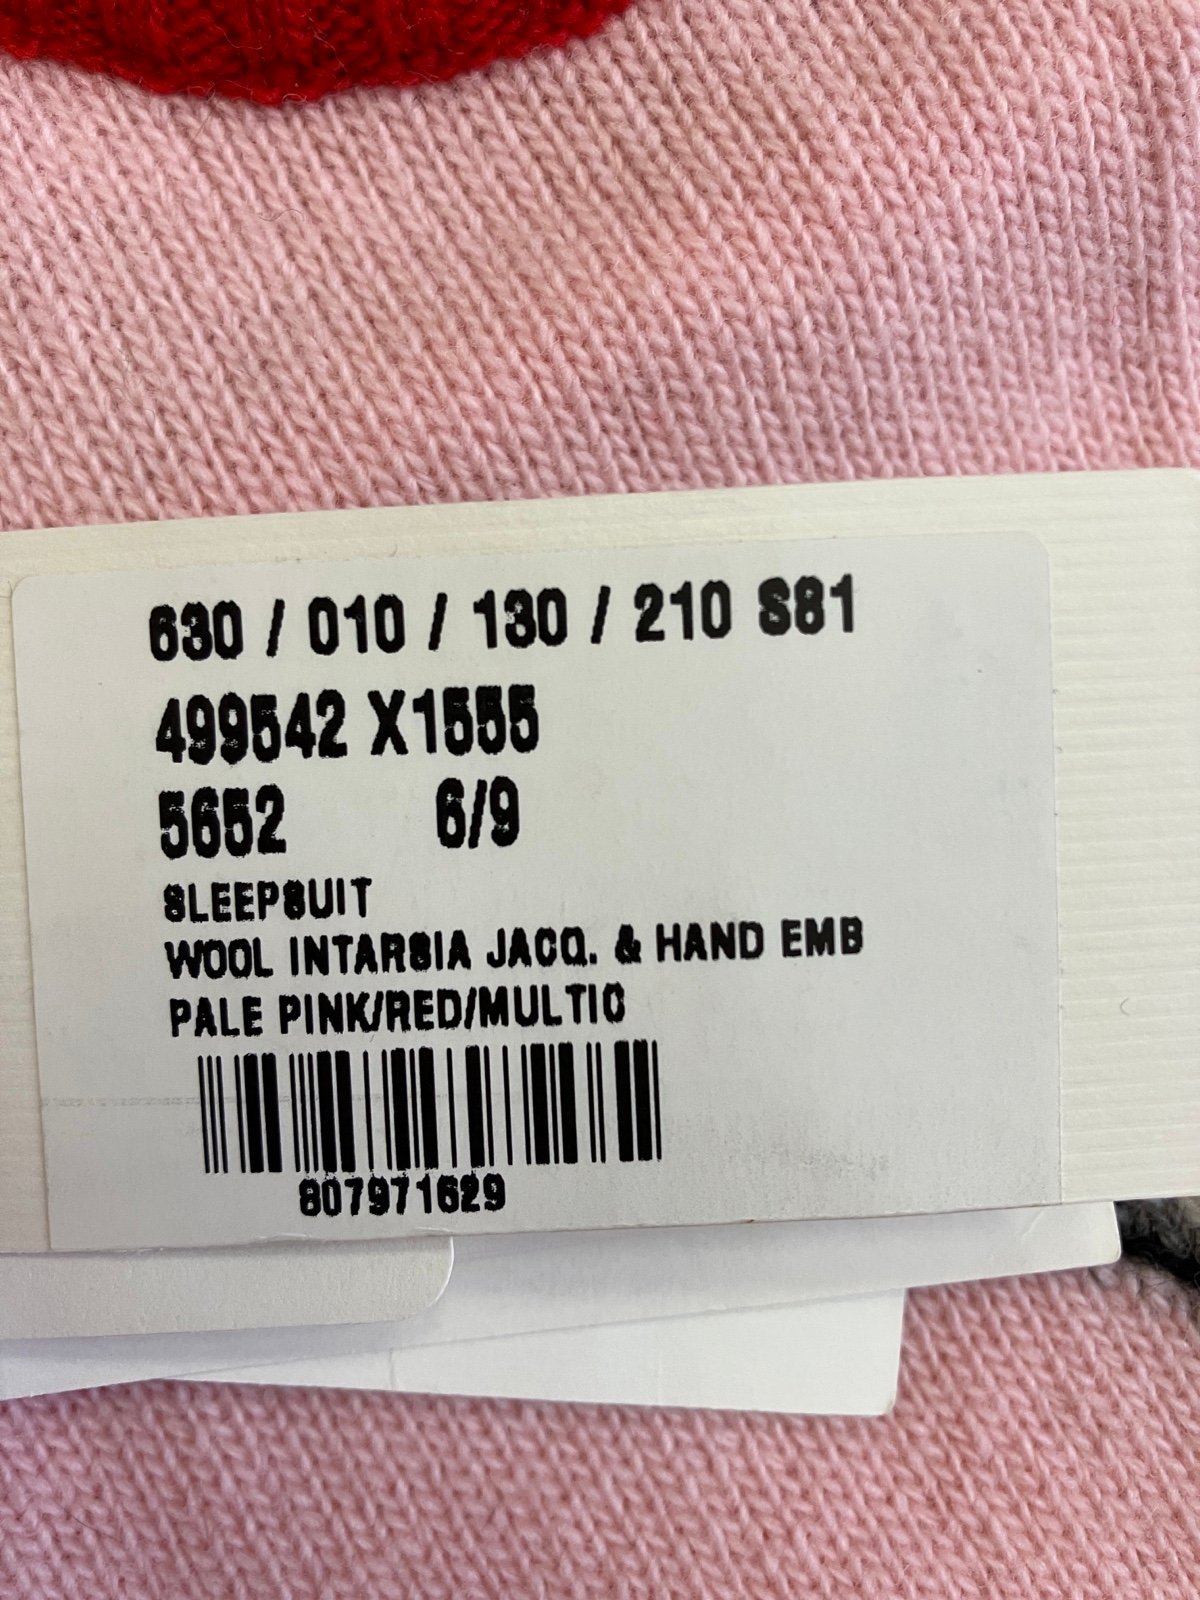 630 / 010 / 130 / 210 S81
499542 X1555
5652 6/9
SLEEPSUIT
WOOL INTARSIA JACQ. & HAND EMB
PALE PINK/RED/MULTIC
807971629